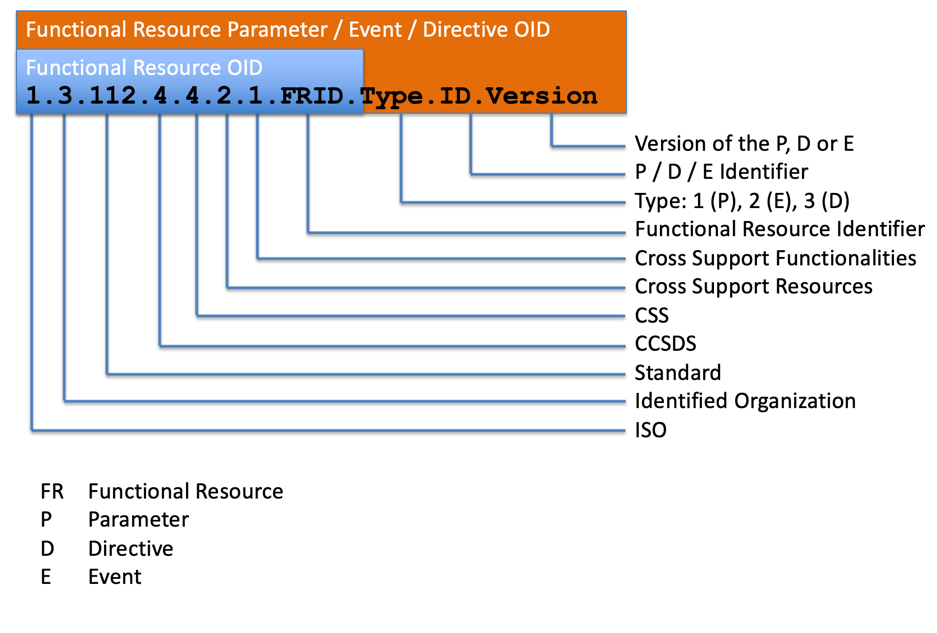 Functional Resource Parameter / Event / Directive OID
Functional Resource OID
1.3.112.4.4.2.1.FRID.Type.ID.Version
Version of the P, D or E
P / D / E Identifier
Type: 1 (P), 2 (E), 3 (D)
Functional Resource Identifier
Cross Support Functionalities
Cross Support Resources
CSS
CCSDS
Standard
Identified Organization
ISO
FR Functional Resource
P Parameter
D Directive
E Event